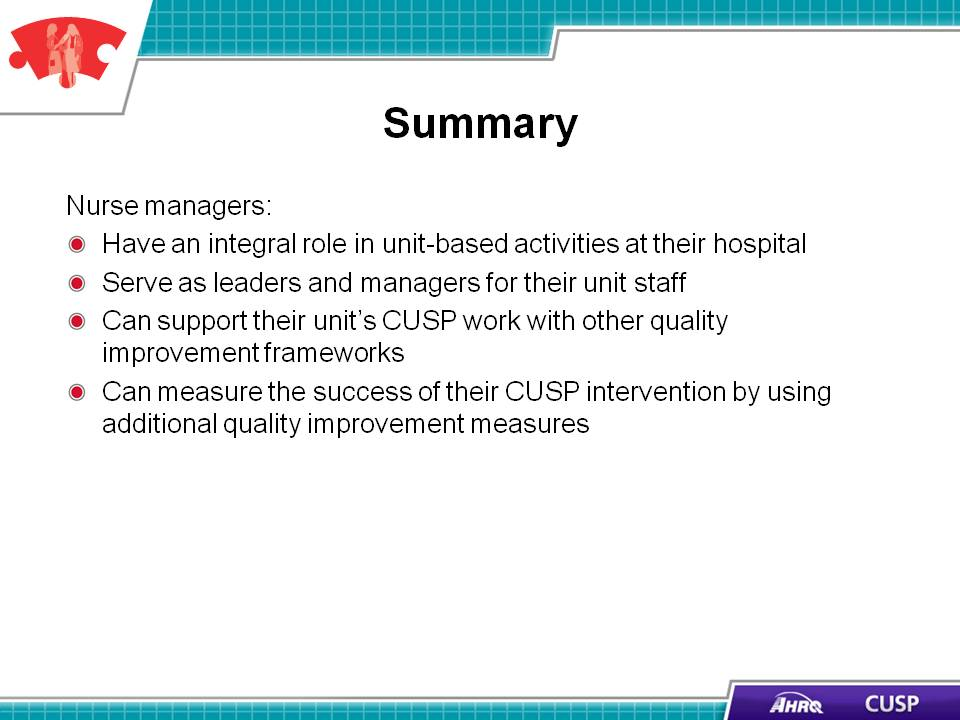 Summary
Nurse managers:
Have an integral role in unit-based activities at their hospital
Serve as leaders and managers for their unit staff
Can support their unit's CUSP work with other quality
improvement frameworks
Can measure the success of their CUSP intervention by using
additional quality improvement measures
AHRQ CUSP